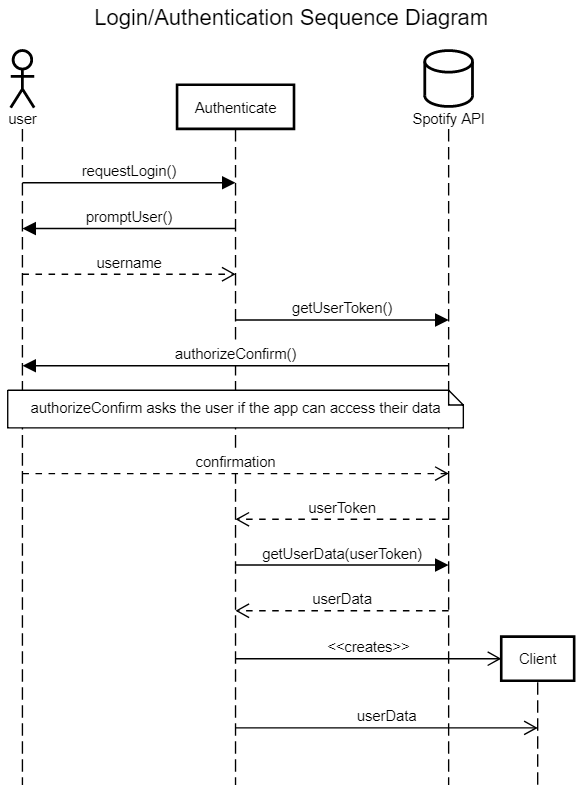 Login/Authentication Sequence Diagram
user
Authenticate
Spotify API
requestLogin()
promptUser()
username
getUserToken()
authorizeConfirm()
authorizeConfirm asks the user if the app can access their data
confirmation
userToken
getUserData(userToken)
userData
<<creates>>
Client
userData